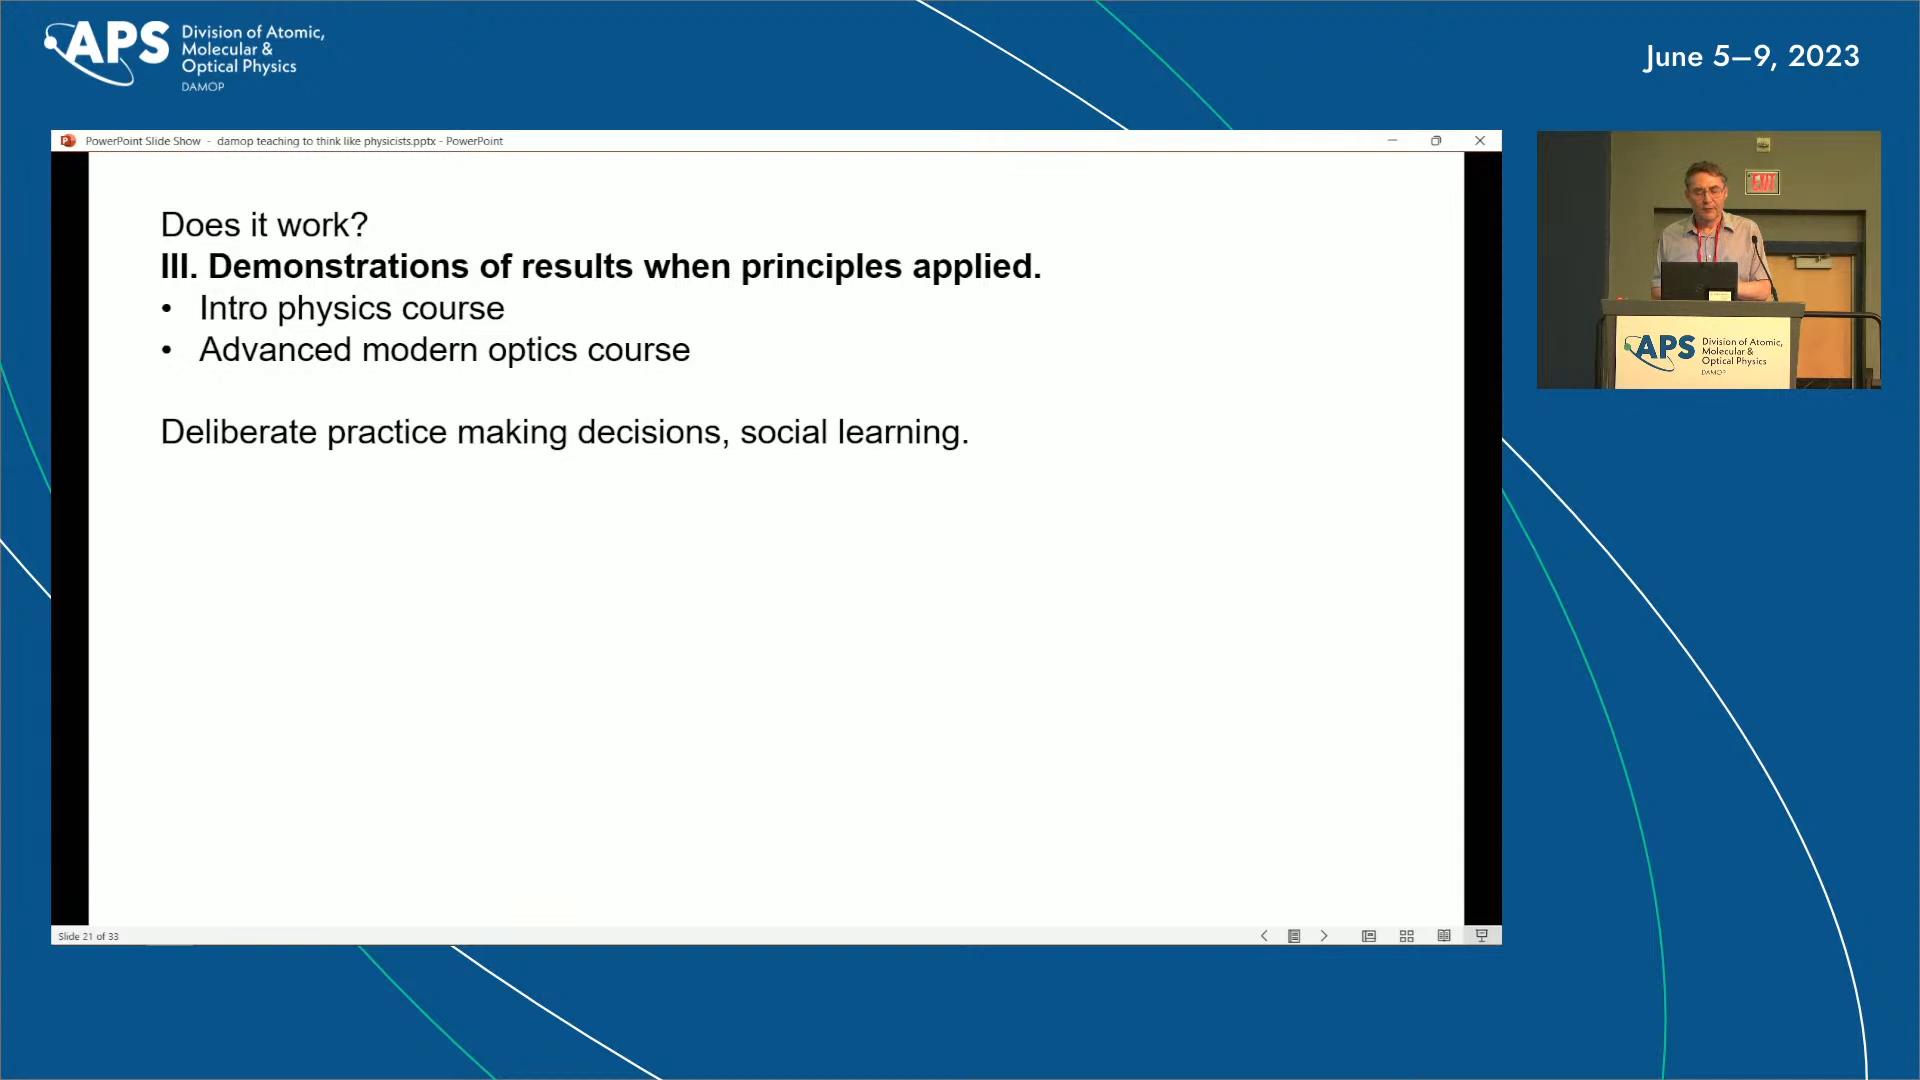 APS
Division of Atomic,
Molecular &
Optical Physics
DAMOP
June 5–9, 2023
PowerPoint Slide Show - damop teaching to think like physicists.pptx - PowerPoint
Does it work?
III. Demonstrations of results when principles applied.
• Intro physics course
• Advanced modern optics course
Deliberate practice making decisions, social learning.
Slide 21 of 33
EXIT
APS
Division of Atomic,
Molecular &
Optical Physics
DAMOP